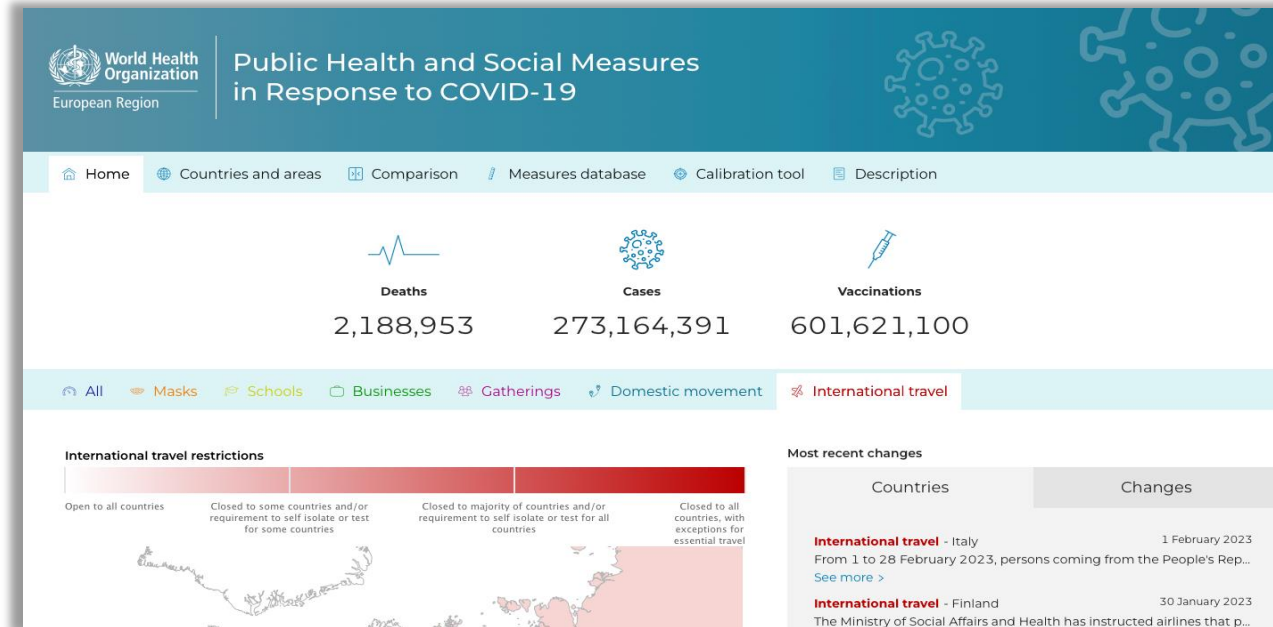 World Health
Organization
European Region
Public Health and Social Measures
in Response to COVID-19
Home
Countries and areas
Comparison
Measures database
Calibration tool
Description
Deaths
Cases
Vaccinations
2,188,953
273,164,391
601,621,100
All
Masks
Schools
Businesses
Gatherings
Domestic movement
International travel
International travel restrictions
Open to all countries
Closed to some countries and/or
requirement to self isolate or test
for some countries
Closed to majority of countries and/or
requirement to self isolate or test for all
countries
Closed to all
countries, with
exceptions for
essential travel
Most recent changes
Countries
Changes
International travel - Italy
1 February 2023
From 1 to 28 February 2023, persons coming from the People's Rep...
See more >
International travel - Finland
30 January 2023
The Ministry of Social Affairs and Health has instructed airlines that p...